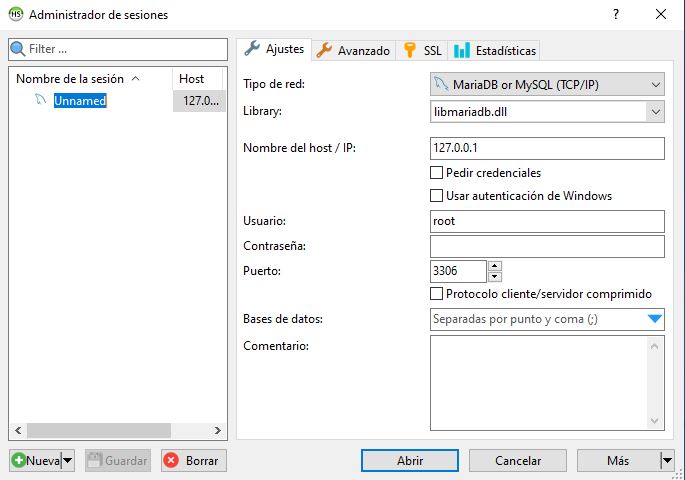 HS Administrador de sesiones ?
Filter ...
Nombre de la sesión Host
Unnamed 127.0...
Ajustes Avanzado SSL Estadísticas
Tipo de red: MariaDB or MySQL (TCP/IP)
Library: libmariadb.dll
Nombre del host / IP: 127.0.0.1
Pedir credenciales
Usar autenticación de Windows
Usuario: root
Contraseña:
Puerto: 3306
Protocolo cliente/servidor comprimido
Bases de datos: Separadas por punto y coma (;)
Comentario:
Nueva Guardar Borrar Abrir Cancelar Más